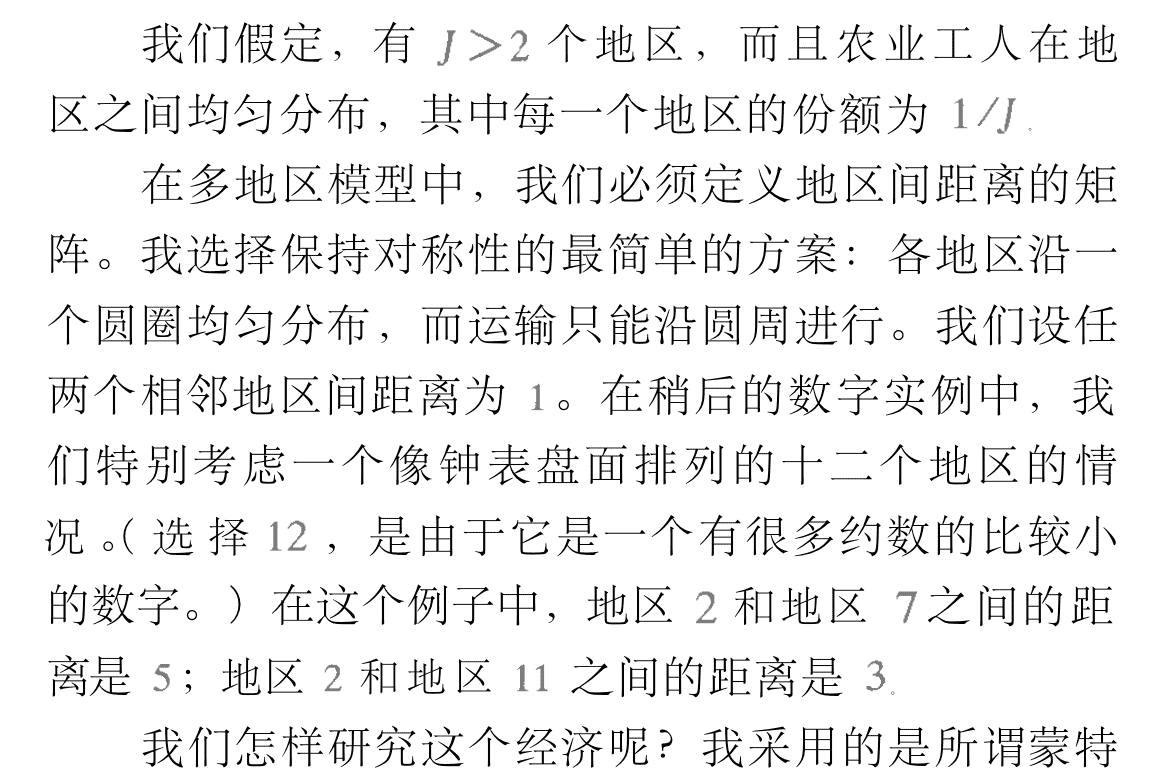 我们假定，有 J＞2 个地区，而且农业工人在地
区之间均匀分布，其中每一个地区的份额为 1/J.
在多地区模型中，我们必须定义地区间距离的矩
阵。我选择保持对称性的最简单的方案：各地区沿一
个圆圈均匀分布，而运输只能沿圆周进行。我们设任
两个相邻地区间距离为 1。在稍后的数字实例中，我
们特别考虑一个像钟表盘面排列的十二个地区的情
况。（选择 12，是由于它是一个有很多约数的比较小
的数字。）在这个例子中，地区 2 和地区 7之间的距
离是 5；地区 2 和地区 11 之间的距离是 3.
我们怎样研究这个经济呢？我采用的是所谓蒙特